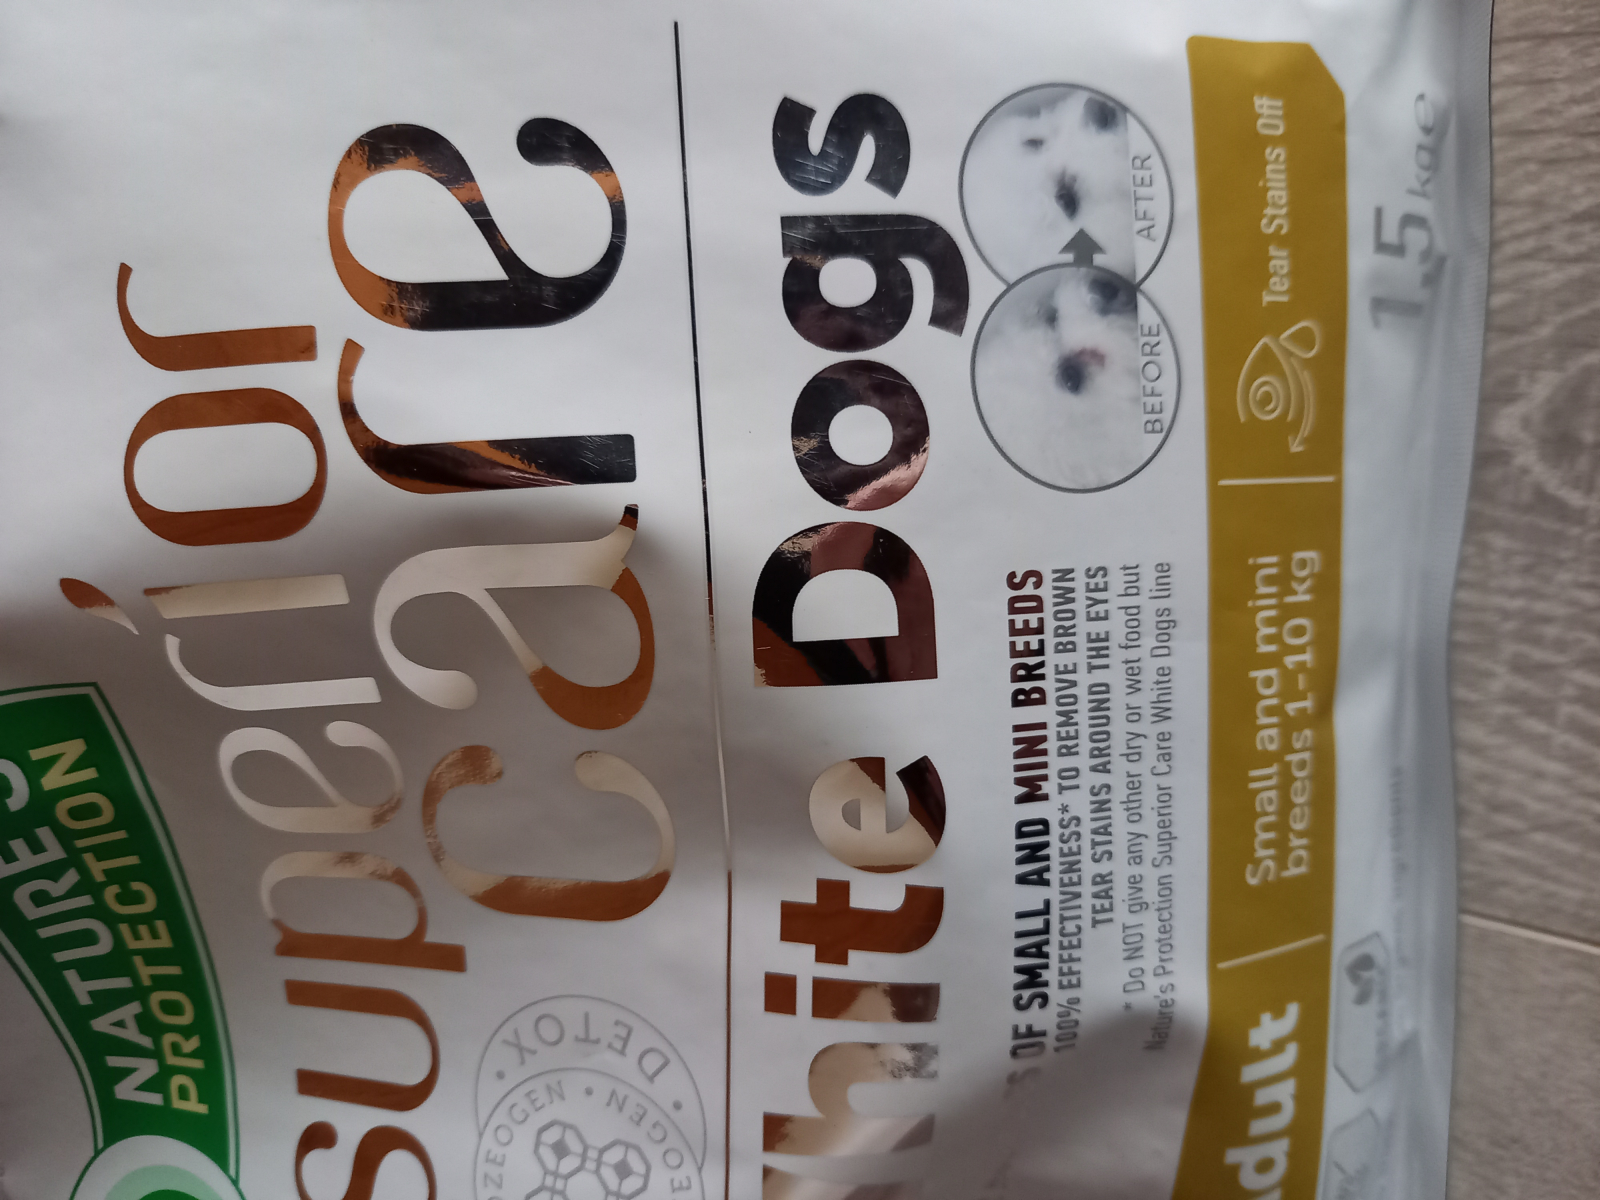 NATURE'S
PROTECTION
superior
care
DETOX
White Dogs
OF SMALL AND MINI BREEDS
100% EFFECTIVENESS* TO REMOVE BROWN
TEAR STAINS AROUND THE EYES
* Do NOT give any other dry or wet food but
Nature's Protection Superior Care White Dogs line
BEFORE
AFTER
Adult
Small and mini
breeds 1-10 kg
Tear Stains Off
1,5 kg e